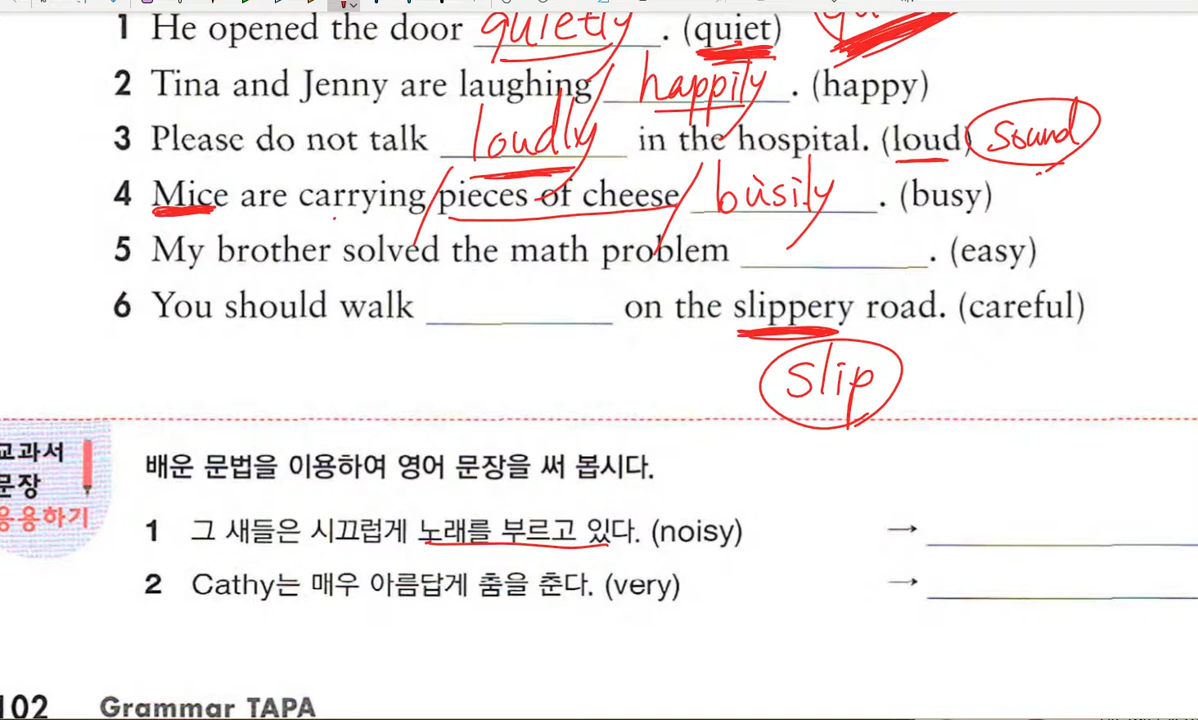 1 He opened the door quietly. (quiet)
2 Tina and Jenny are laughing happily. (happy)
3 Please do not talk loudly in the hospital. (loud) sound
4 Mice are carrying pieces of cheese busily. (busy)
5 My brother solved the math problem ________. (easy)
6 You should walk ________ on the slippery road. (careful)
slip
교과서
문장
응용하기
배운 문법을 이용하여 영어 문장을 써 봅시다.
1 그 새들은 시끄럽게 노래를 부르고 있다. (noisy) →
2 Cathy는 매우 아름답게 춤을 춘다. (very) →
102 Grammar TAPA